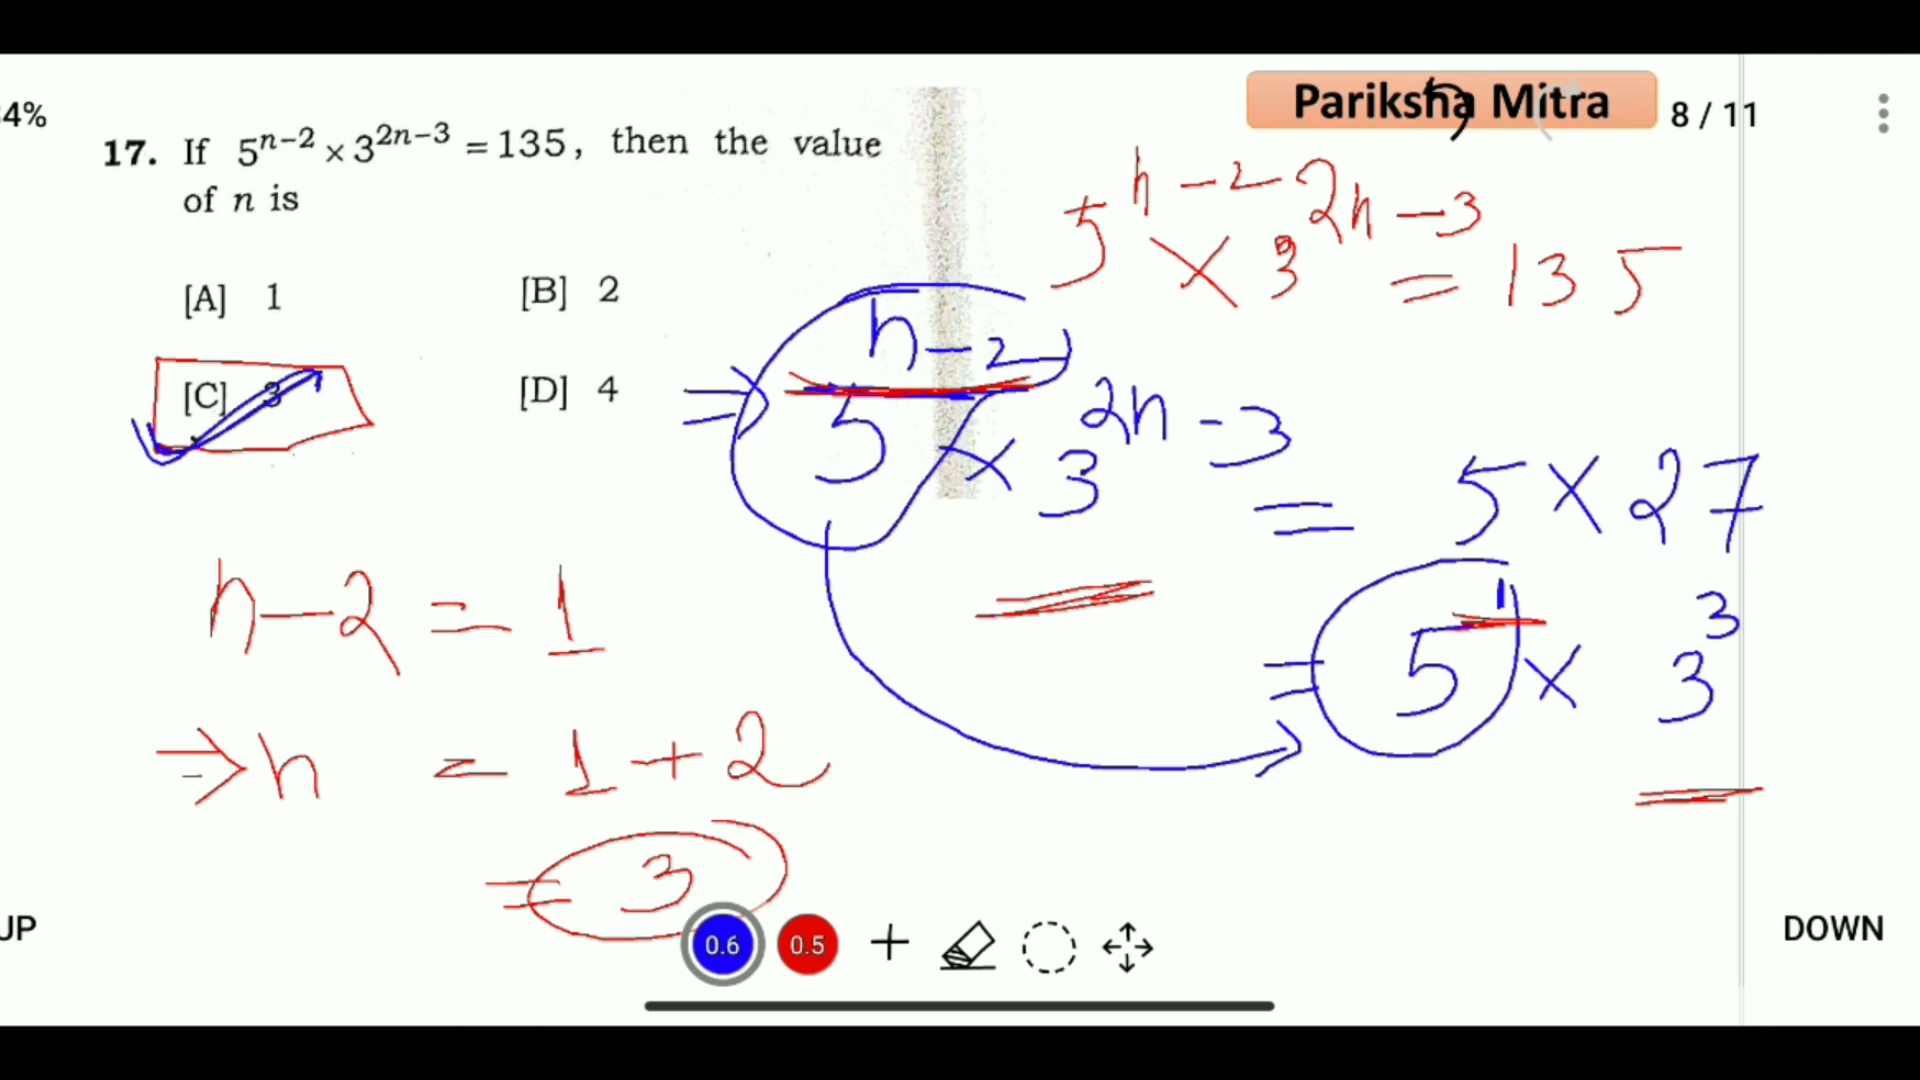 Pariksha Mitra 8 / 11
4%
17. If 5^{n-2} × 3^{2n-3} = 135, then the value
of n is
[A] 1 [B] 2
[C] 3 [D] 4
5^{n-2} × 3^{2n-3} = 135
⇒ 5^{n-2} × 3^{2n-3} = 5 × 27
= 5^1 × 3^3
n - 2 = 1
⇒ n = 1 + 2
= 3
UP DOWN
0.6 0.5